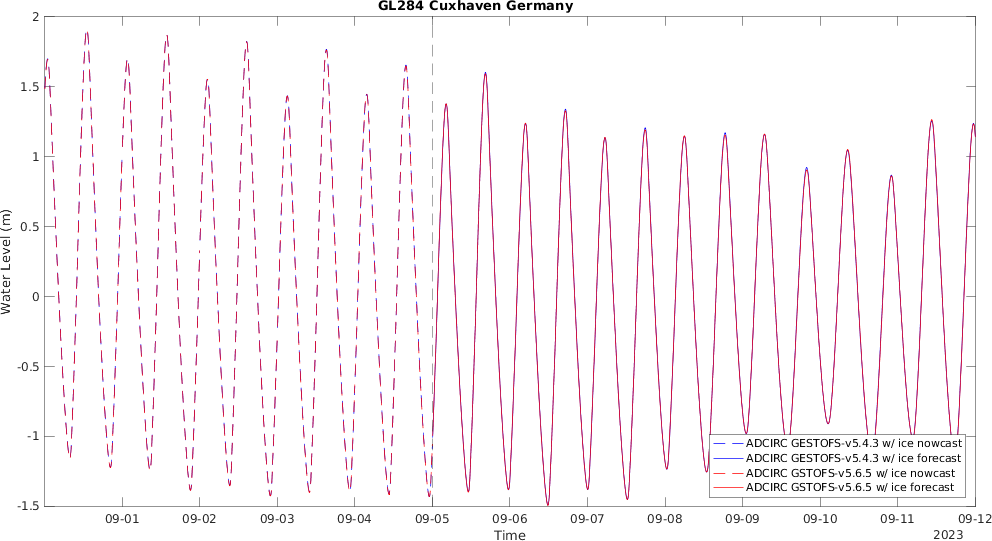 GL284 Cuxhaven Germany
2
1.5
1
0.5
0
-0.5
-1
-1.5
Water Level (m)
ADCIRC GESTOFS-v5.4.3 w/ ice nowcast
ADCIRC GESTOFS-v5.4.3 w/ ice forecast
ADCIRC GSTOFS-v5.6.5 w/ ice nowcast
ADCIRC GSTOFS-v5.6.5 w/ ice forecast
09-01 09-02 09-03 09-04 09-05 09-06 09-07 09-08 09-09 09-10 09-11 09-12
Time
2023